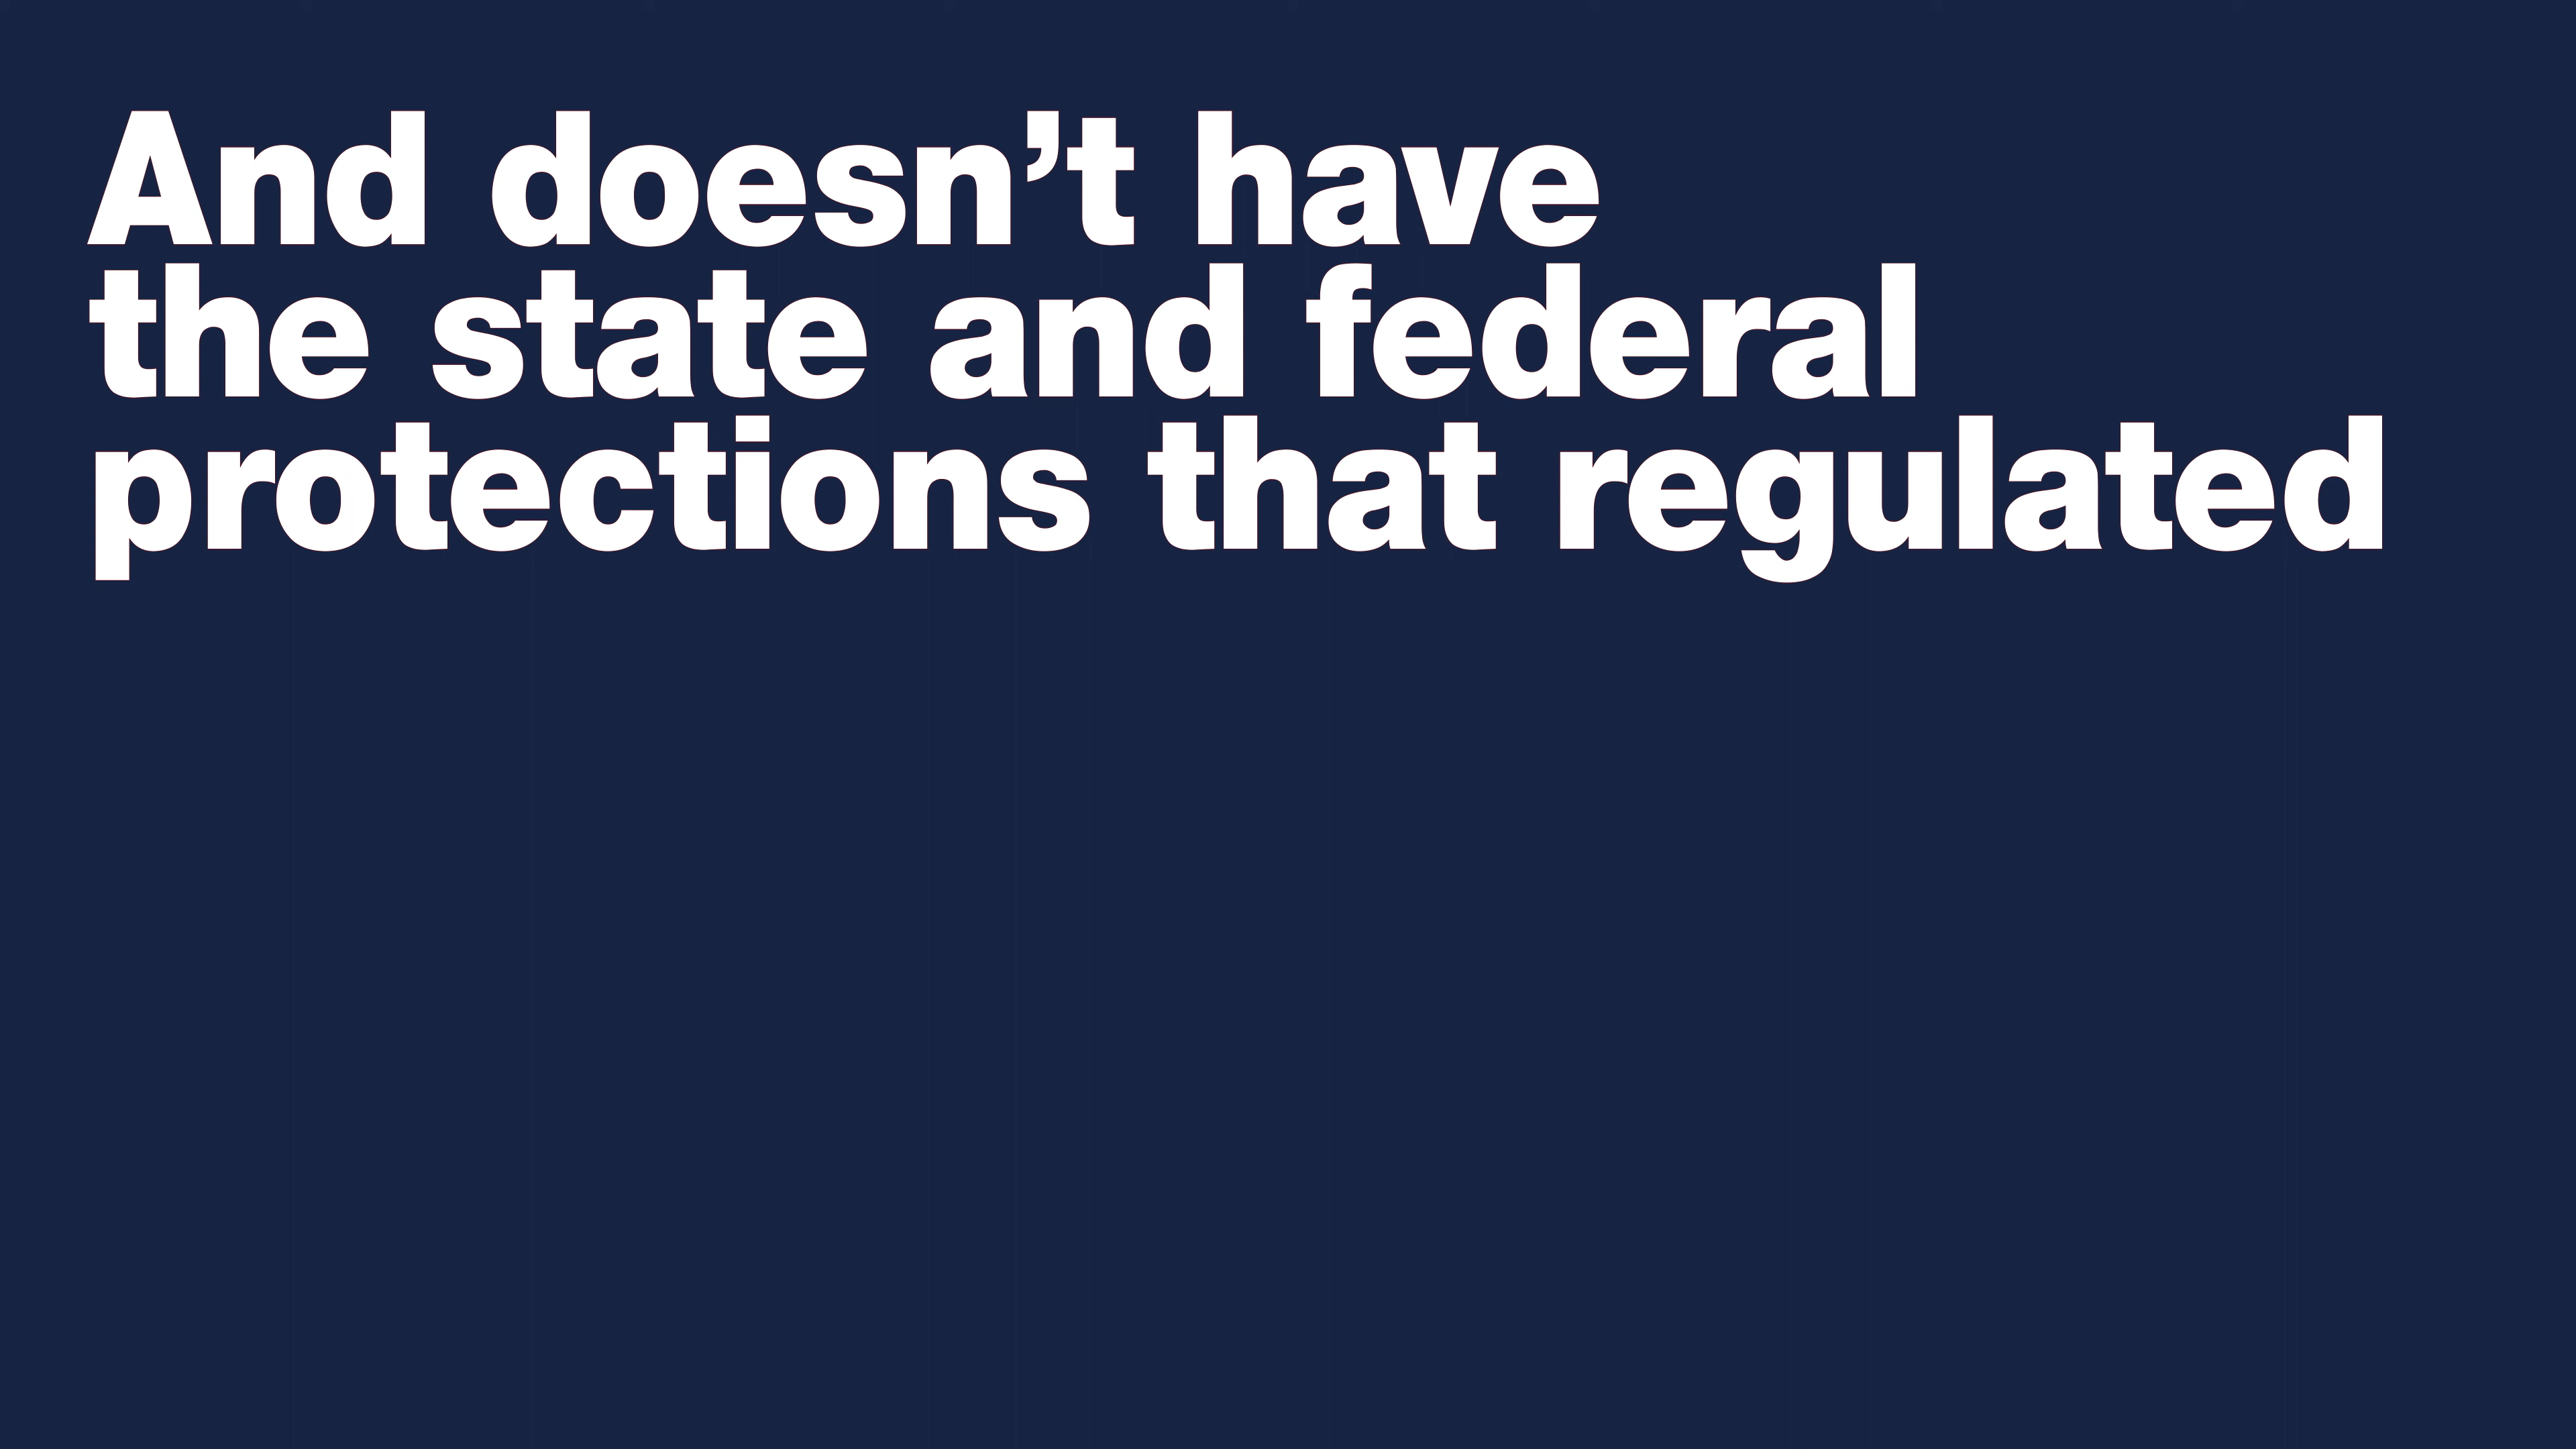 And doesn’t have
the state and federal
protections that regulated